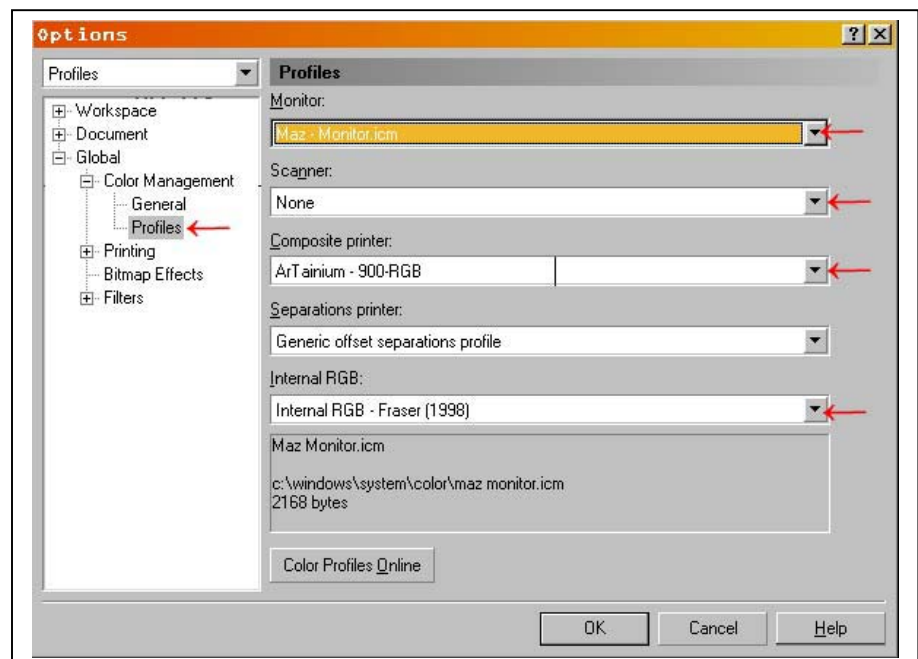 Options
Profiles
Workspace
Document
Global
Color Management
General
Profiles
Printing
Bitmap Effects
Filters
Profiles
Monitor:
Maz - Monitor.icm
Scanner:
None
Composite printer:
ArTainium - 900-RGB
Separations printer:
Generic offset separations profile
Internal RGB:
Internal RGB - Fraser (1998)
Maz Monitor.icm
c:\windows\system\color\maz monitor.icm
2168 bytes
Color Profiles Online
OK
Cancel
Help